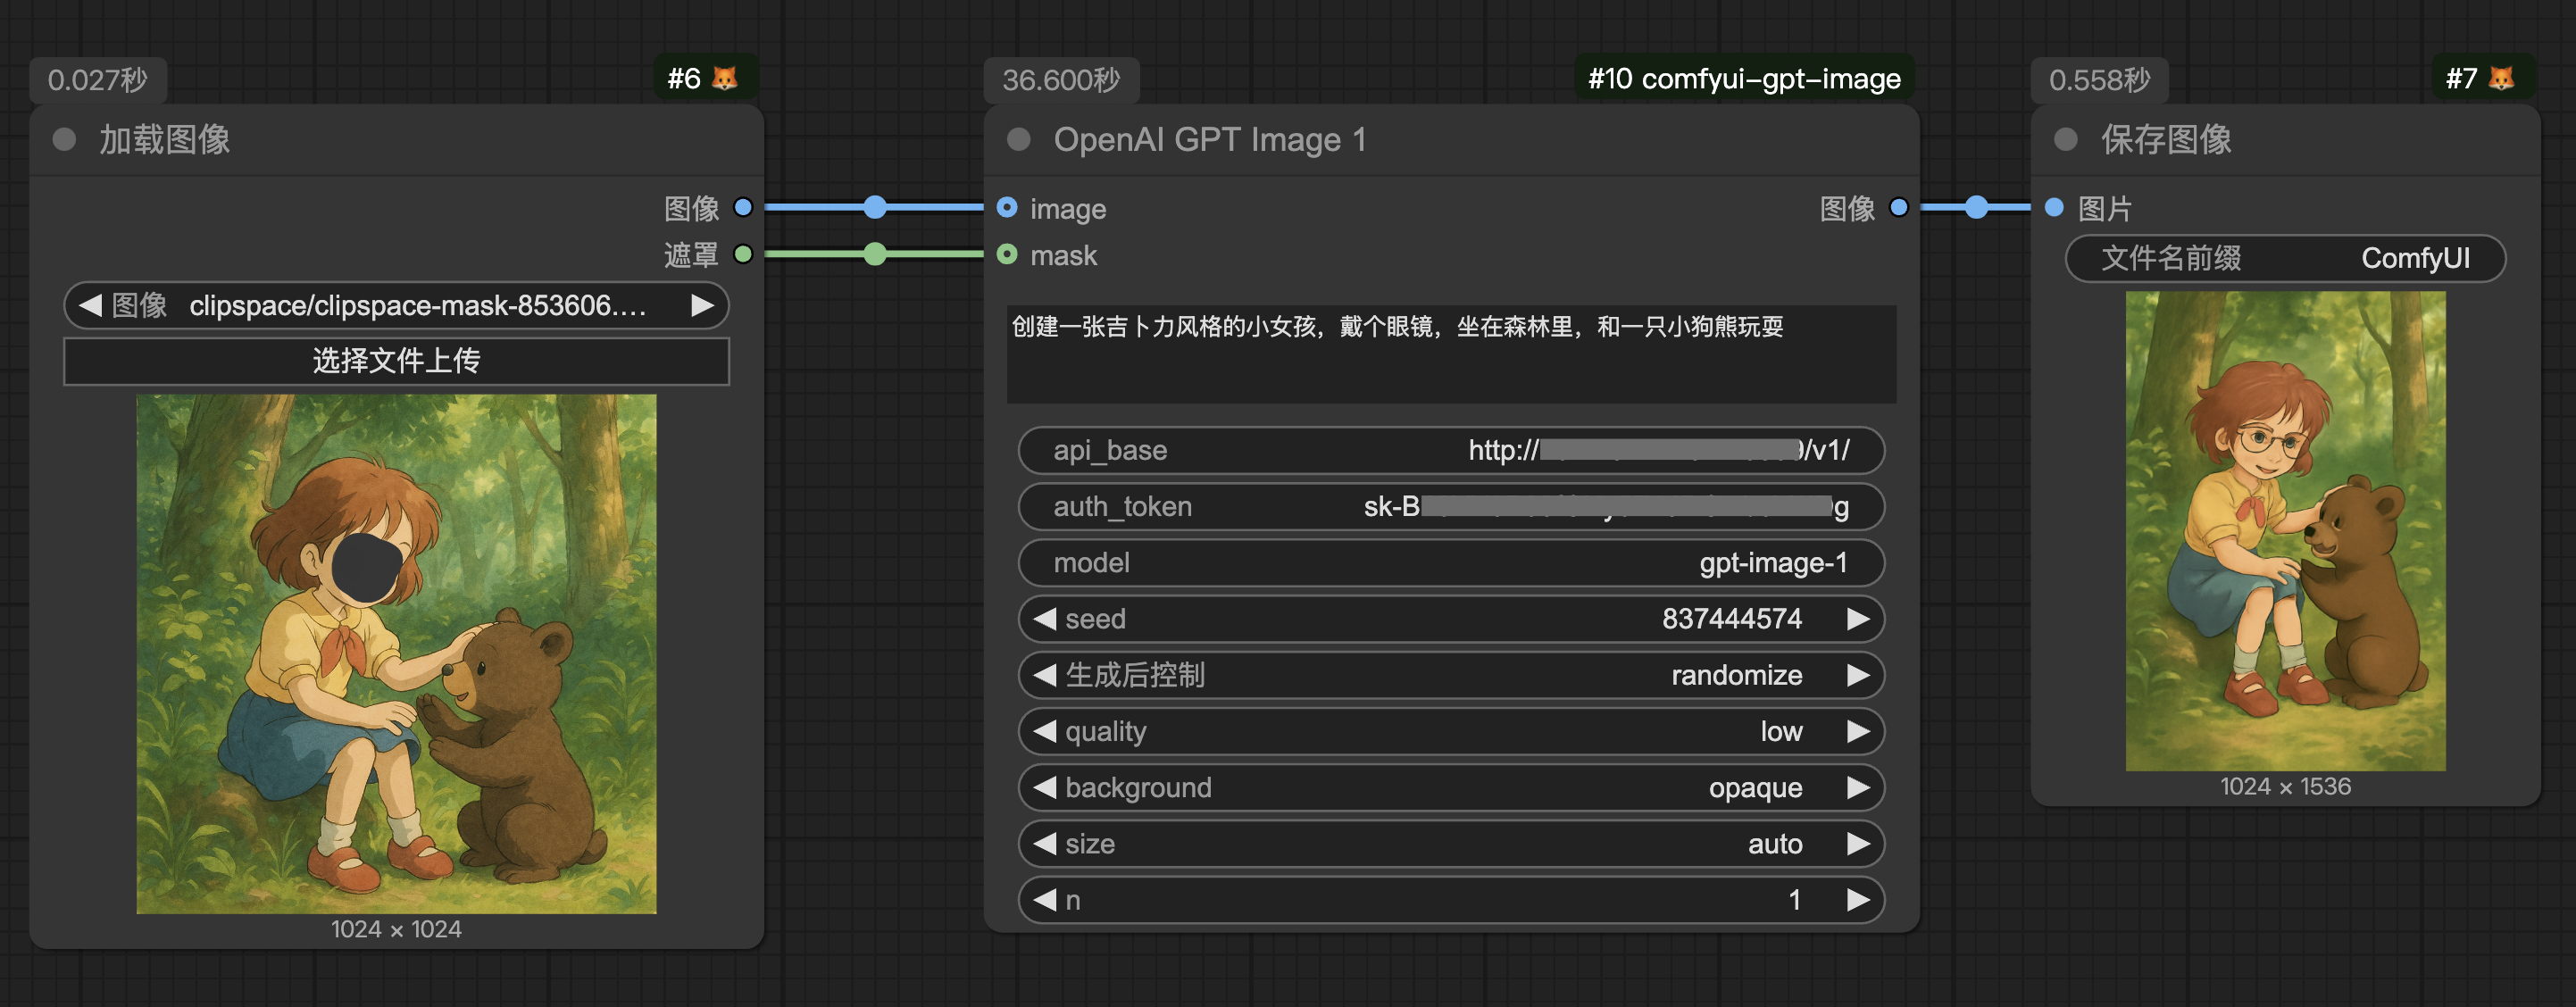 0.027秒
#6 🦊
加载图像
图像
遮罩
图像 clipspace/clipspace-mask-853606....
选择文件上传
1024 × 1024
36.600秒
#10 comfyui-gpt-image
OpenAI GPT Image 1
image 图像
mask
创建一张吉卜力风格的小女孩，戴个眼镜，坐在森林里，和一只小狗熊玩耍
api_base http:// /v1/
auth_token sk-B g
model gpt-image-1
seed 837444574
生成后控制 randomize
quality low
background opaque
size auto
n 1
0.558秒
#7 🦊
保存图像
图片
文件名前缀 ComfyUI
1024 × 1536